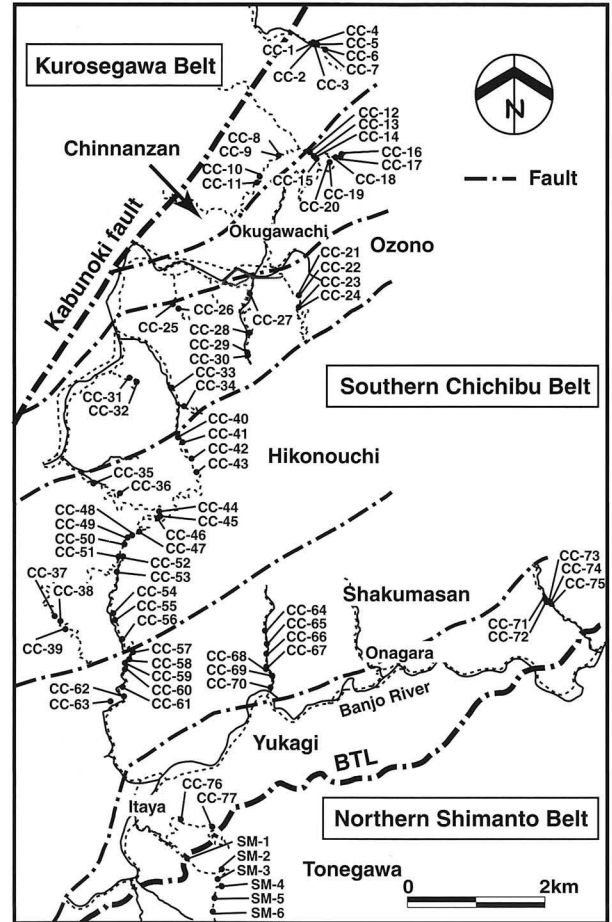 CC-4
CC-1
CC-5
CC-6
CC-7
CC-2
CC-3
Kurosegawa Belt
N
Fault
CC-12
CC-13
CC-14
CC-8
CC-9
Chinnanzan
CC-16
CC-17
CC-10
CC-11
CC-15
CC-18
CC-19
CC-20
Kabunoki fault
Okugawachi
Ozono
CC-21
CC-22
CC-23
CC-24
CC-25
CC-26
CC-27
CC-28
CC-29
CC-30
CC-33
CC-34
CC-31
CC-32
Southern Chichibu Belt
CC-40
CC-41
CC-42
CC-43
Hikonouchi
CC-35
CC-36
CC-44
CC-45
CC-48
CC-49
CC-50
CC-51
CC-46
CC-47
CC-52
CC-53
CC-37
CC-38
CC-39
CC-54
CC-55
CC-56
CC-73
CC-74
CC-75
Shakumasan
CC-71
CC-72
CC-64
CC-65
CC-66
CC-67
CC-57
CC-58
CC-59
CC-60
CC-61
CC-68
CC-69
CC-70
Onagara
Banjo River
CC-62
CC-63
Yukagi
BTL
CC-76
CC-77
Itaya
Northern Shimanto Belt
SM-1
SM-2
SM-3
SM-4
SM-5
SM-6
Tonegawa
0 2km